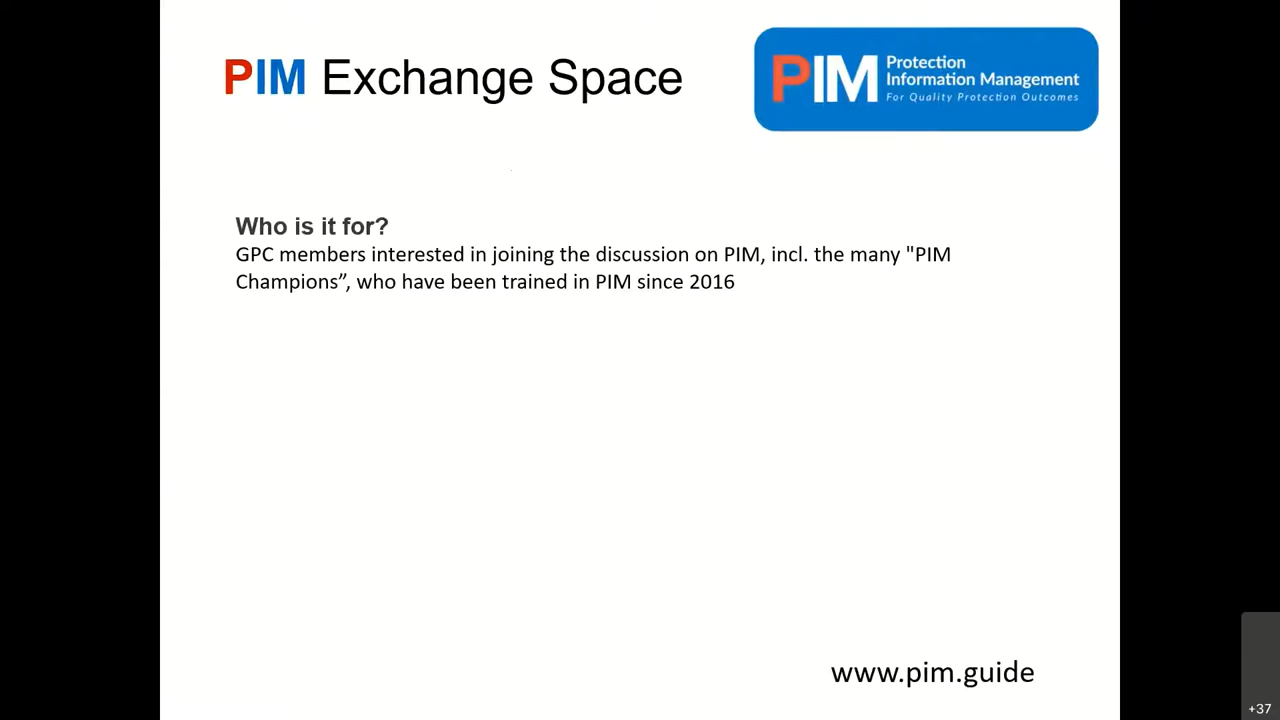 PIM Exchange Space
PIM
Protection
Information Management
For Quality Protection Outcomes
Who is it for?
GPC members interested in joining the discussion on PIM, incl. the many "PIM
Champions”, who have been trained in PIM since 2016
www.pim.guide
+37